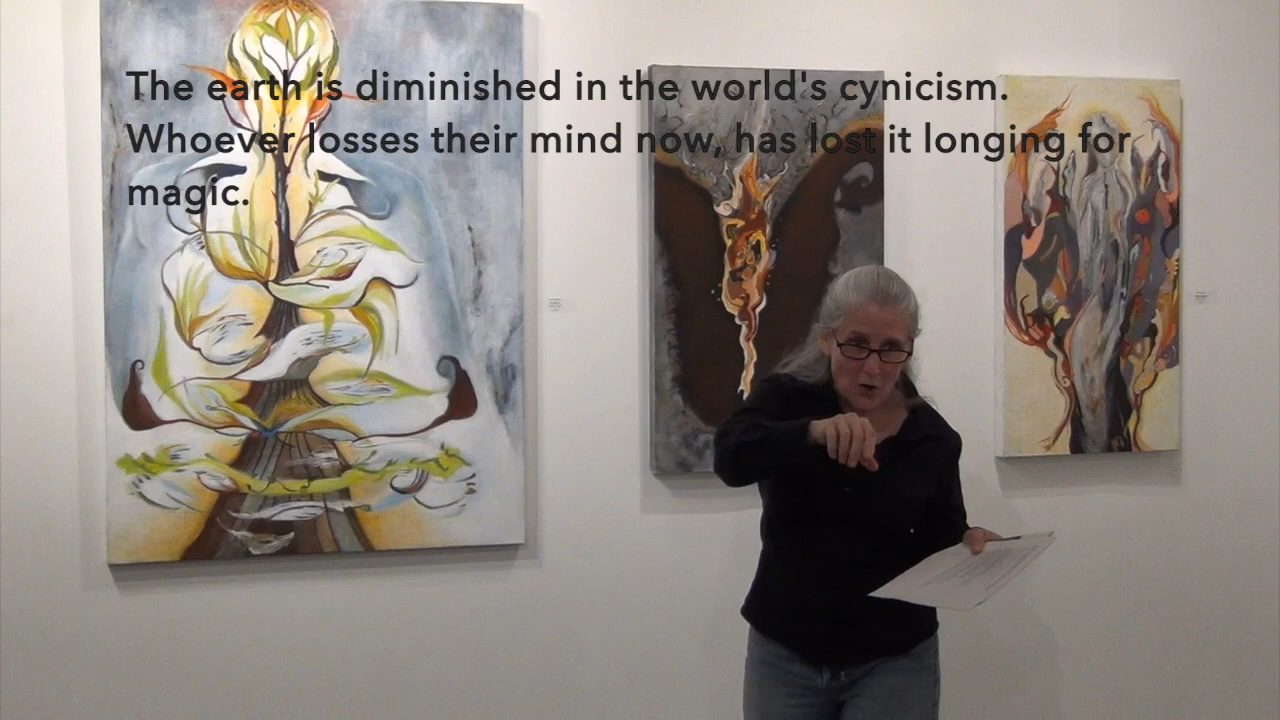 The earth is diminished in the world's cynicism.
Whoever losses their mind now, has lost it longing for
magic.